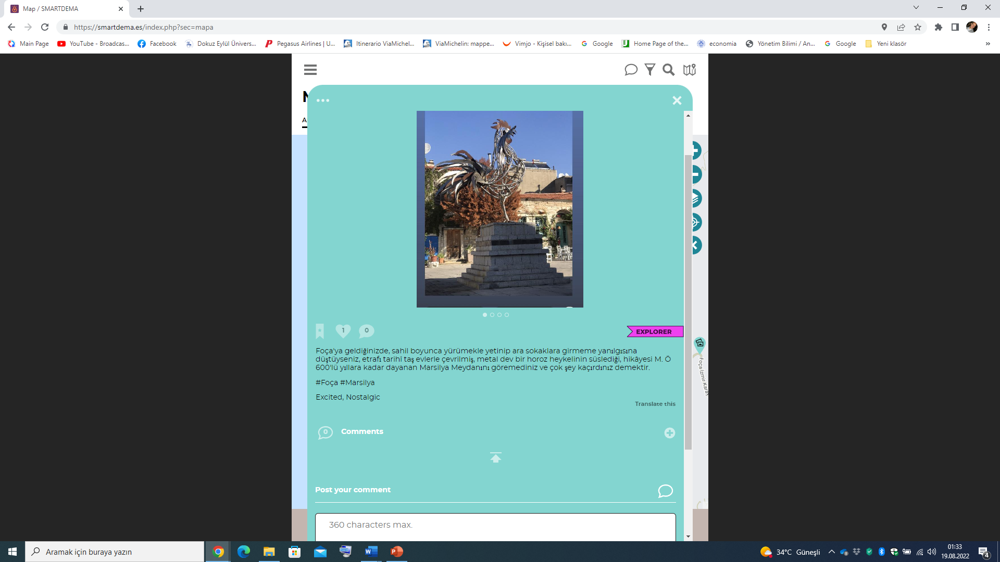 Map / SMARTDEMA
https://smartdema.es/index.php?sec=mapa
Main Page
YouTube - Broadcas...
Facebook
Dokuz Eylül Univers...
Pegasus Airlines | U...
Itinerario ViaMichel...
ViaMichelin: mappe...
Vimjo - Kişisel bakı...
Google
Home Page of the...
economia
Yönetim Bilimi / An...
Google
Yeni klasör
»
M
A
1
0
EXPLORER
Foça'ya geldiğinizde, sahil boyunca yürümekle yetinip ara sokaklara girmeme yanılgısına
düştüyseniz, etrafı tarihî taş evlerle çevrilmiş, metal dev bir horoz heykelinin süslediği, hikâyesi M. Ö
600'lü yıllara kadar dayanan Marsilya Meydanını göremediniz ve çok şey kaçırdınız demektir.
#Foça #Marsilya
Excited, Nostalgic
Translate this
Foça İzmir Karay
0
Comments
Post your comment
360 characters max.
Aramak için buraya yazın
34°C Güneşli
01:33
19.08.2022
4